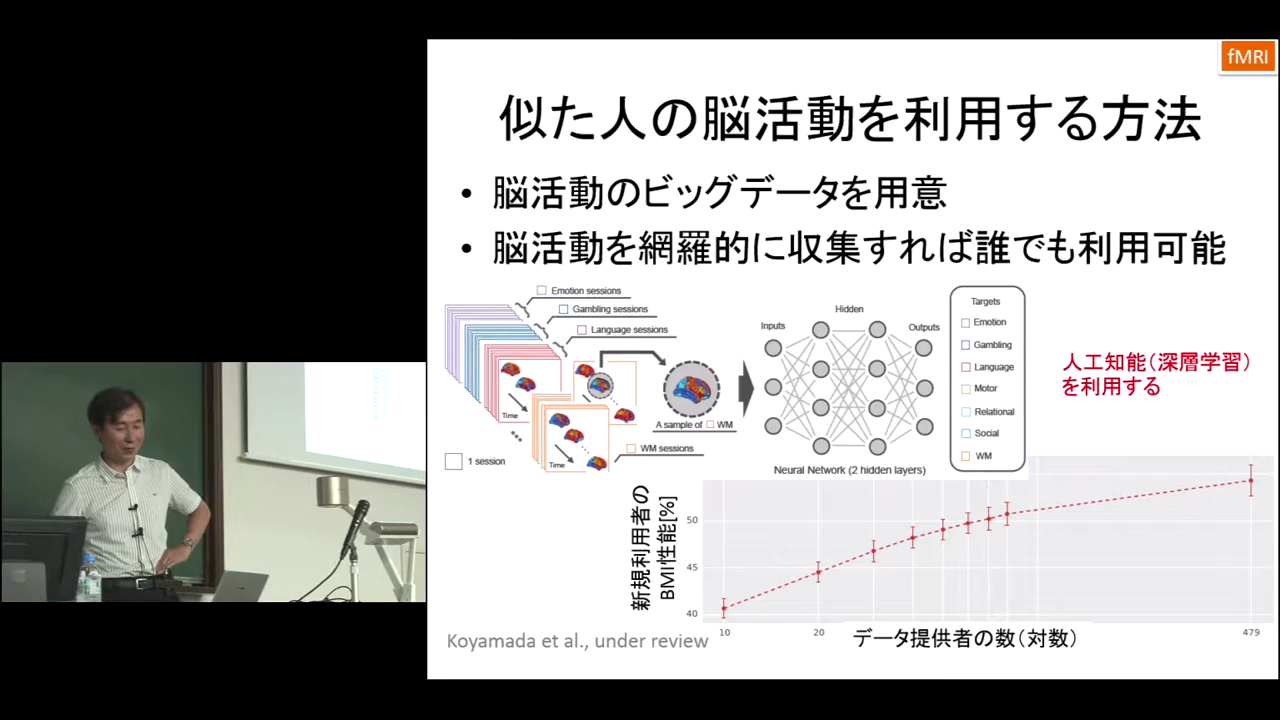 fMRI
似た人の脳活動を利用する方法
• 脳活動のビッグデータを用意
• 脳活動を網羅的に収集すれば誰でも利用可能
Emotion sessions
Gambling sessions
Language sessions
Time
Time
1 session
A sample of WM
WM sessions
Inputs
Hidden
Outputs
Neural Network (2 hidden layers)
Targets
Emotion
Gambling
Language
Motor
Relational
Social
WM
人工知能（深層学習）
を利用する
新規利用者の
BMI性能[%]
50
45
40
10
20
479
データ提供者の数（対数）
Koyamada et al., under review